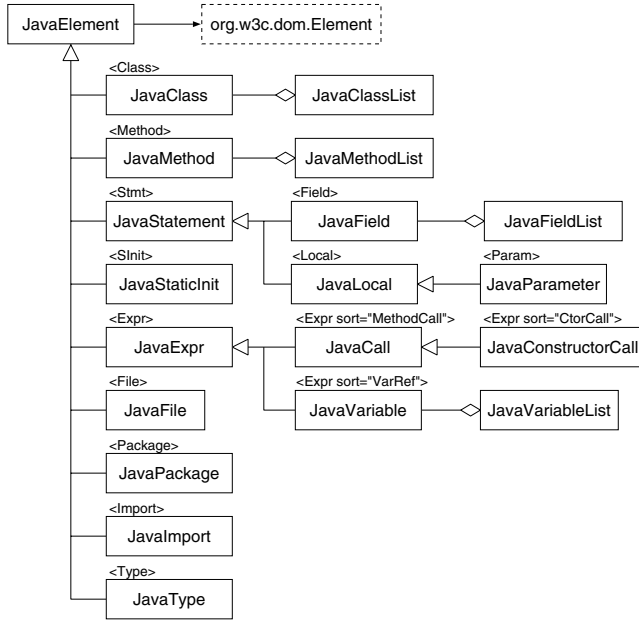 JavaElement
org.w3c.dom.Element
<Class>
JavaClass
JavaClassList
<Method>
JavaMethod
JavaMethodList
<Stmt>
JavaStatement
<Field>
JavaField
JavaFieldList
<SInit>
JavaStaticInit
<Local>
JavaLocal
<Param>
JavaParameter
<Expr>
JavaExpr
<Expr sort="MethodCall">
JavaCall
<Expr sort="CtorCall">
JavaConstructorCall
<File>
JavaFile
<Expr sort="VarRef">
JavaVariable
JavaVariableList
<Package>
JavaPackage
<Import>
JavaImport
<Type>
JavaType